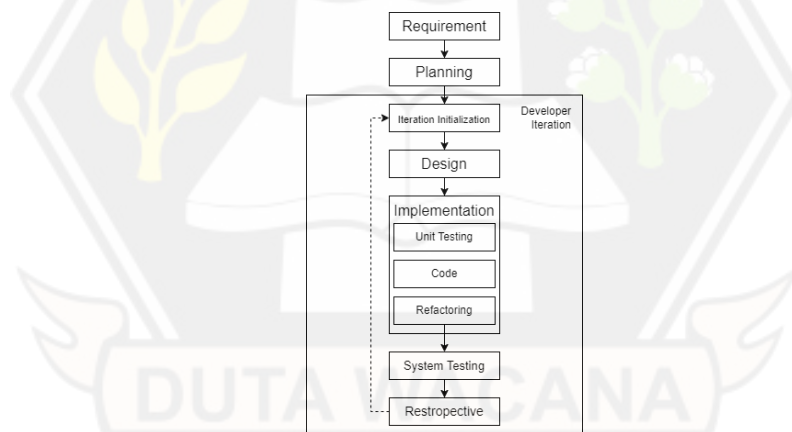 Requirement
Planning
Developer
Iteration
Iteration Initialization
Design
Implementation
Unit Testing
Code
Refactoring
System Testing
Restropective
DUTA WACANA